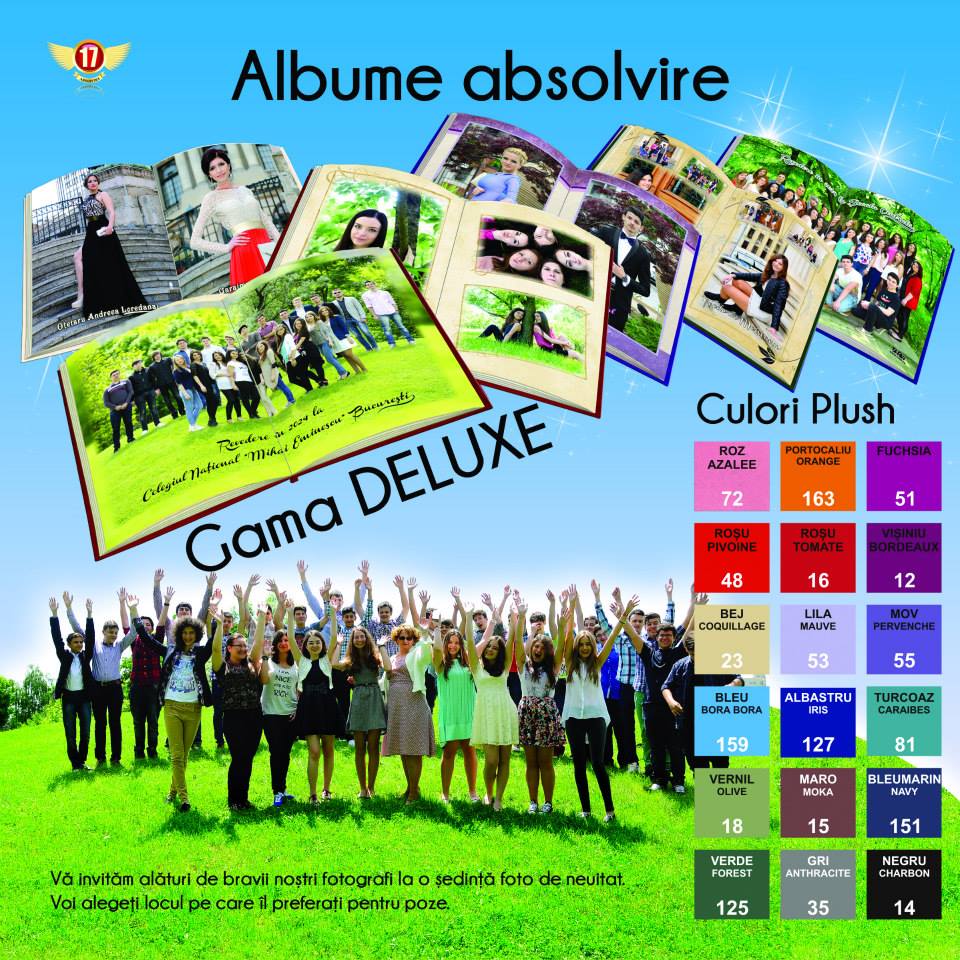 17
Albume absolvire
Oțetaru Andreea Loredana
Revedere în 2024 la
Colegiul Național "Mihai Eminescu" București
Gama DELUXE
Culori Plush
ROZ
AZALEE
72
PORTOCALIU
ORANGE
163
FUCHSIA
51
ROȘU
PIVOINE
48
ROȘU
TOMATE
16
VIȘINIU
BORDEAUX
12
BEJ
COQUILLAGE
23
LILA
MAUVE
53
MOV
PERVENCHE
55
BLEU
BORA BORA
159
ALBASTRU
IRIS
127
TURCOAZ
CARAIBES
81
VERNIL
OLIVE
18
MARO
MOKA
15
BLEUMARIN
NAVY
151
VERDE
FOREST
125
GRI
ANTHRACITE
35
NEGRU
CHARBON
14
Vă invităm alături de bravii noștri fotografi la o ședință foto de neuitat.
Voi alegeți locul pe care îl preferați pentru poze.